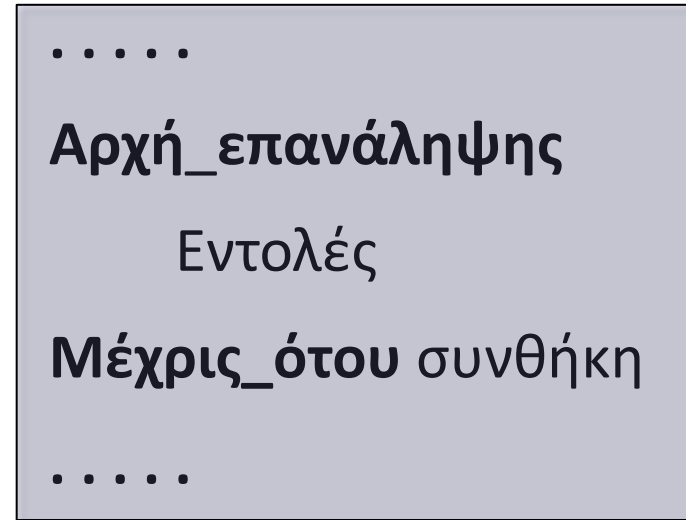 . . . . .
Αρχή_επανάληψης
Εντολές
Μέχρις_ότου συνθήκη
. . . . .